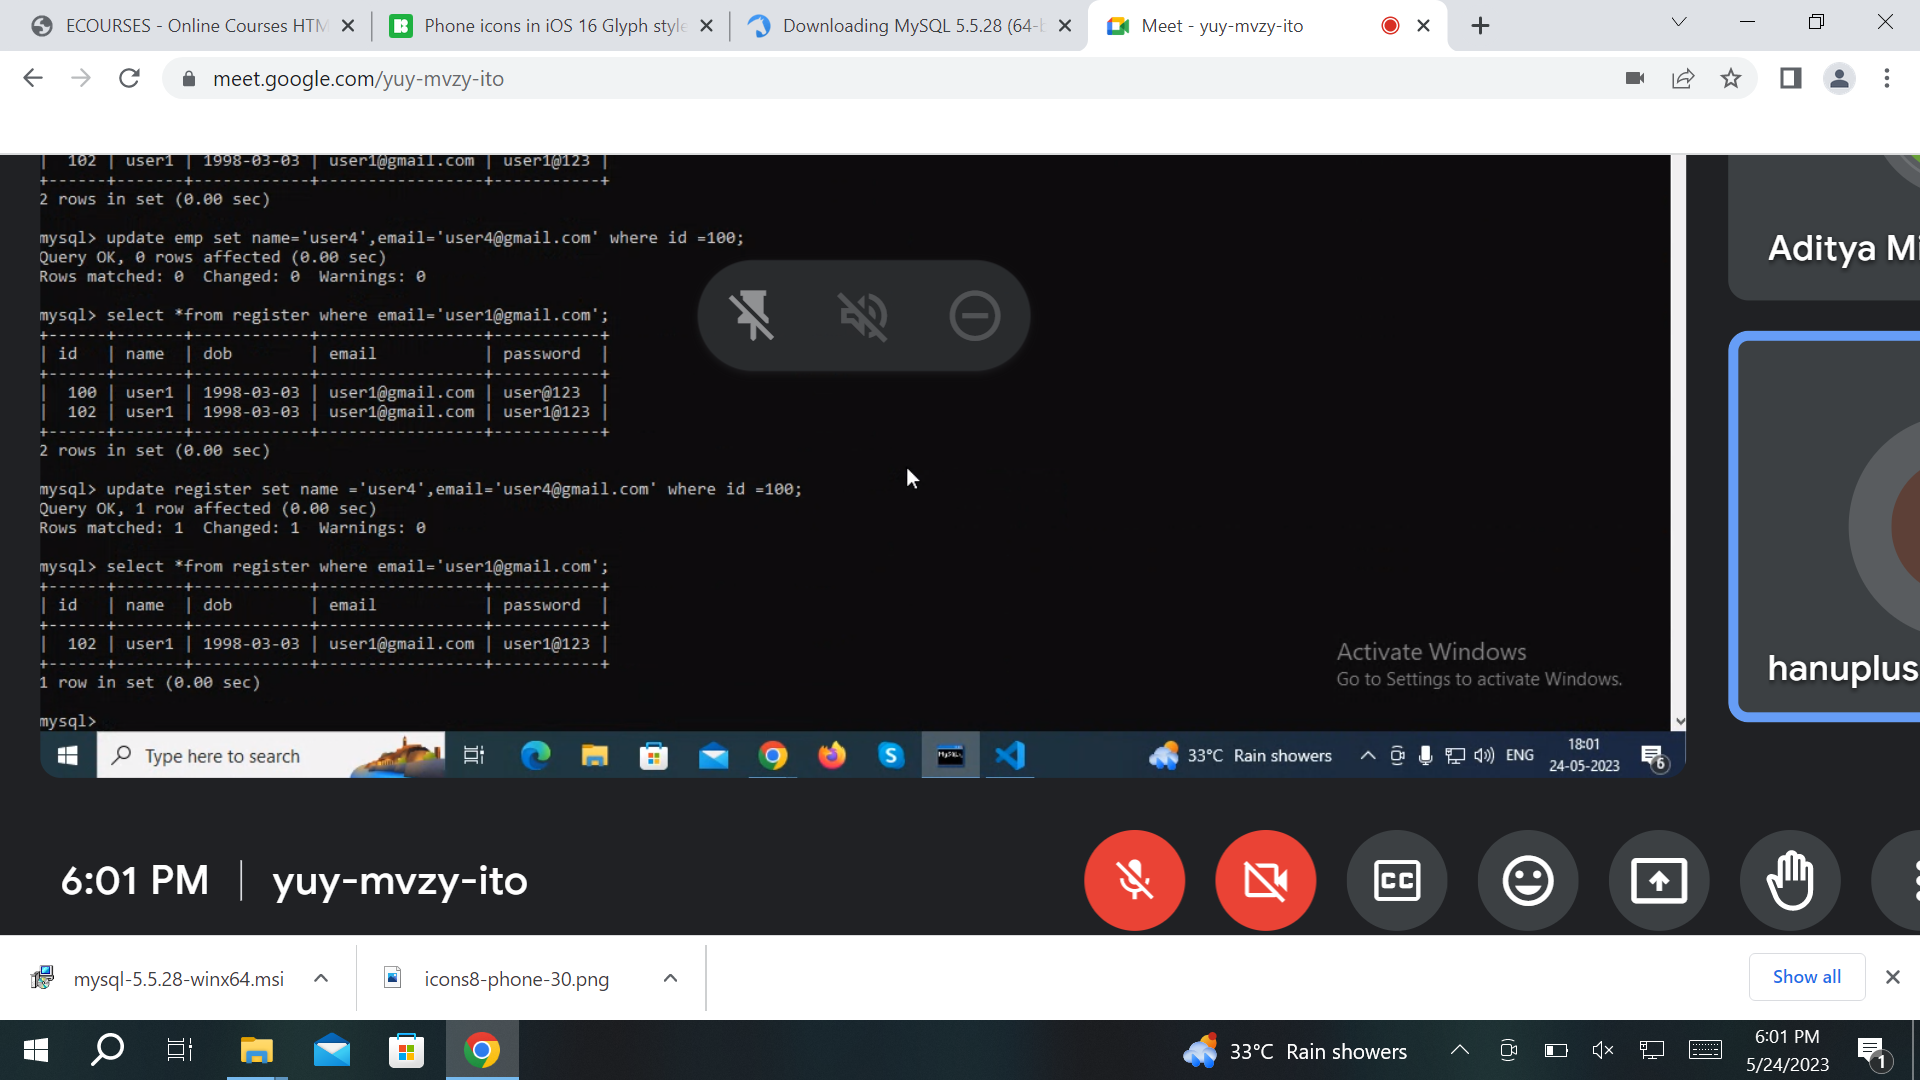 ECOURSES - Online Courses HTM
Phone icons in iOS 16 Glyph style
Downloading MySQL 5.5.28 (64-b
Meet - yuy-mvzy-ito
meet.google.com/yuy-mvzy-ito
| 102 | user1 | 1998-03-03 | user1@gmail.com | user1@123 |
+------+-------+------------+-----------------+-----------+
2 rows in set (0.00 sec)
mysql> update emp set name='user4',email='user4@gmail.com' where id =100;
Query OK, 0 rows affected (0.00 sec)
Rows matched: 0  Changed: 0  Warnings: 0
mysql> select *from register where email='user1@gmail.com';
+------+-------+------------+-----------------+-----------+
| id   | name  | dob        | email           | password  |
+------+-------+------------+-----------------+-----------+
|  100 | user1 | 1998-03-03 | user1@gmail.com | user@123  |
|  102 | user1 | 1998-03-03 | user1@gmail.com | user1@123 |
+------+-------+------------+-----------------+-----------+
2 rows in set (0.00 sec)
mysql> update register set name ='user4',email='user4@gmail.com' where id =100;
Query OK, 1 row affected (0.00 sec)
Rows matched: 1  Changed: 1  Warnings: 0
mysql> select *from register where email='user1@gmail.com';
+------+-------+------------+-----------------+-----------+
| id   | name  | dob        | email           | password  |
+------+-------+------------+-----------------+-----------+
|  102 | user1 | 1998-03-03 | user1@gmail.com | user1@123 |
+------+-------+------------+-----------------+-----------+
1 row in set (0.00 sec)
mysql>
Activate Windows
Go to Settings to activate Windows.
Aditya Mi
hanuplus
Type here to search
33°C Rain showers
ENG
18:01
24-05-2023
6
6:01 PM | yuy-mvzy-ito
CC
mysql-5.5.28-winx64.msi
icons8-phone-30.png
Show all
33°C Rain showers
6:01 PM
5/24/2023
1